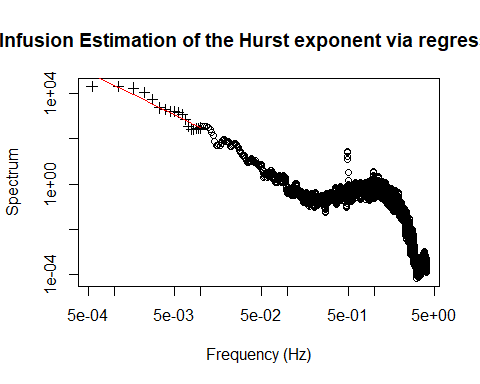 Infusion Estimation of the Hurst exponent via regres
1e+04
1e+00
1e-04
Spectrum
5e-04 5e-03 5e-02 5e-01 5e+00
Frequency (Hz)